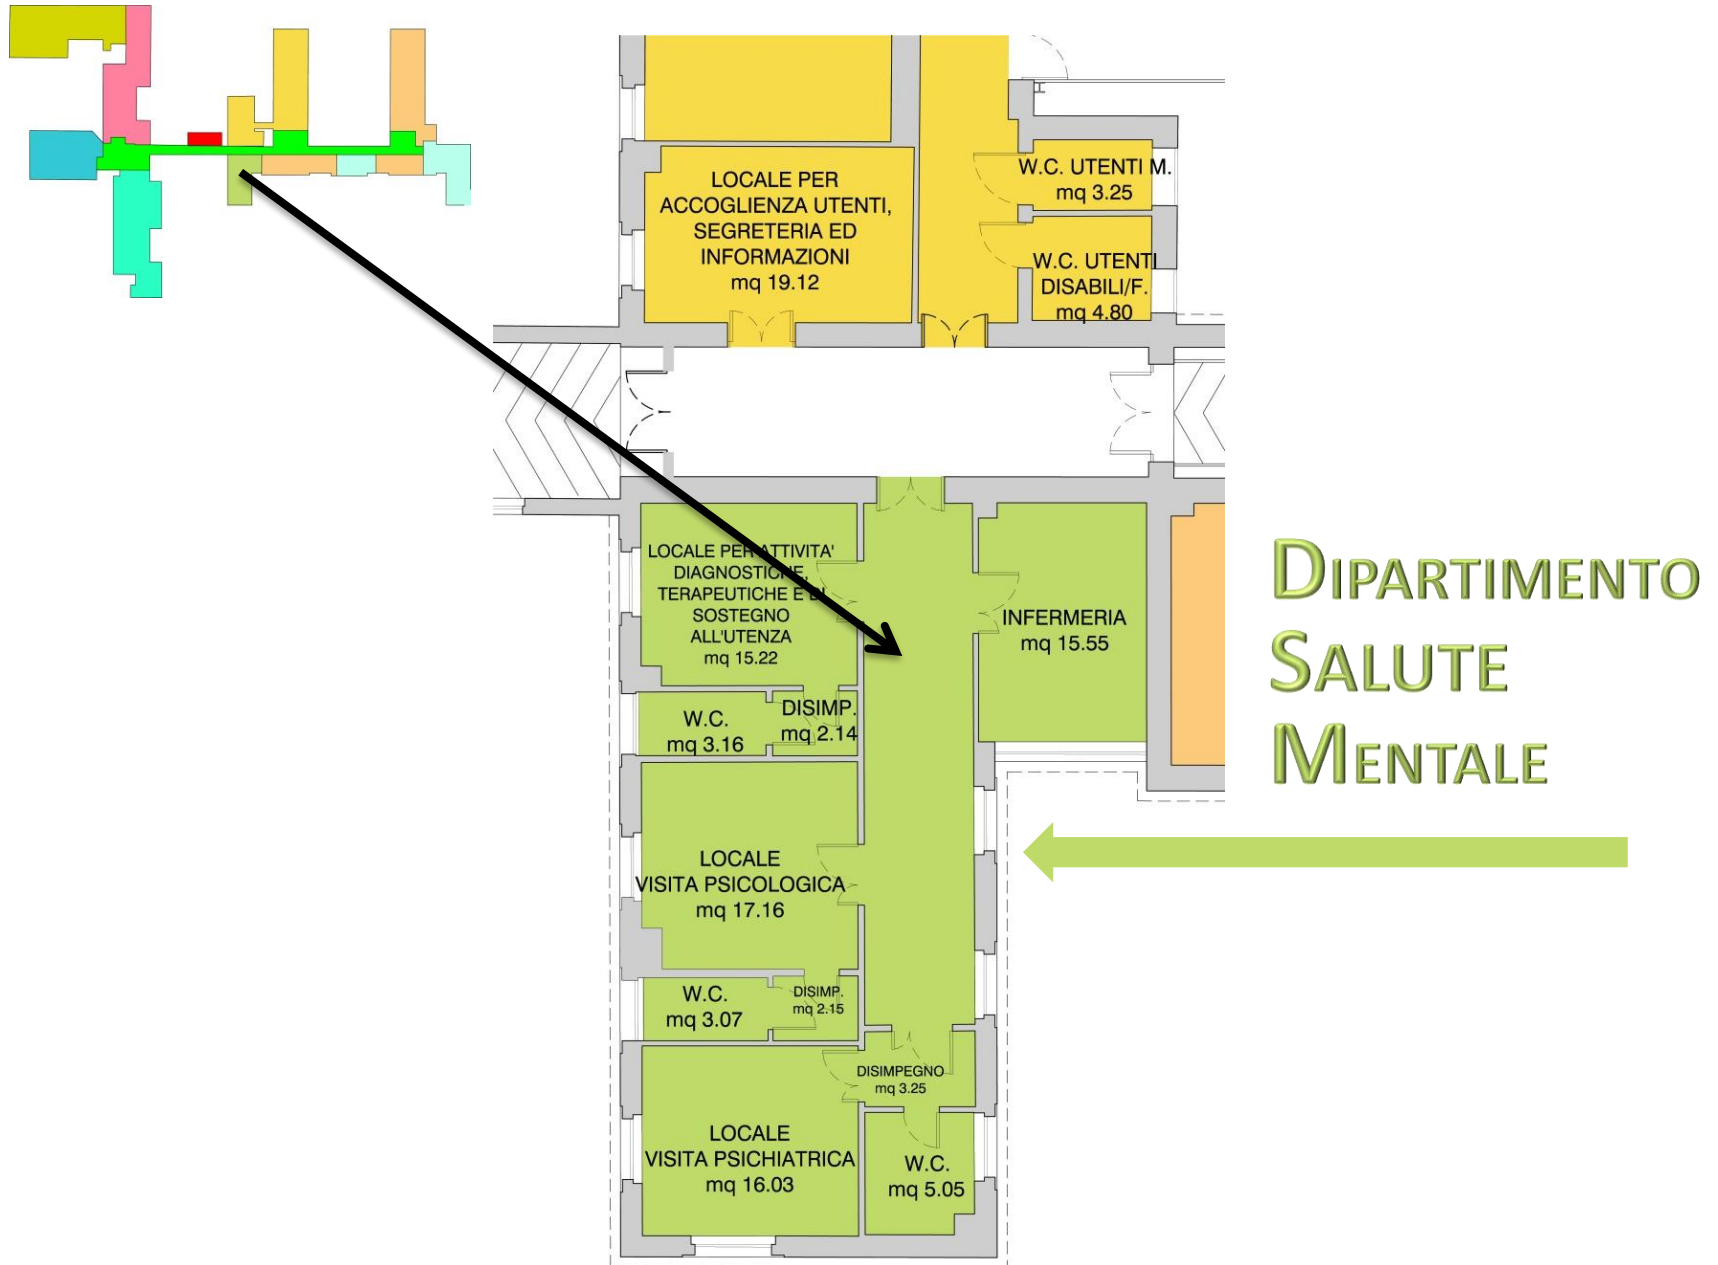 LOCALE PER
ACCOGLIENZA UTENTI,
SEGRETERIA ED
INFORMAZIONI
mq 19.12
W.C. UTENTI M.
mq 3.25
W.C. UTENTI
DISABILI/F.
mq 4.80
LOCALE PER ATTIVITA'
DIAGNOSTICHE,
TERAPEUTICHE E DI
SOSTEGNO
ALL'UTENZA
mq 15.22
INFERMERIA
mq 15.55
W.C.
mq 3.16
DISIMP.
mq 2.14
LOCALE
VISITA PSICOLOGICA
mq 17.16
W.C.
mq 3.07
DISIMP.
mq 2.15
DISIMPEGNO
mq 3.25
LOCALE
VISITA PSICHIATRICA
mq 16.03
W.C.
mq 5.05
DIPARTIMENTO
SALUTE
MENTALE